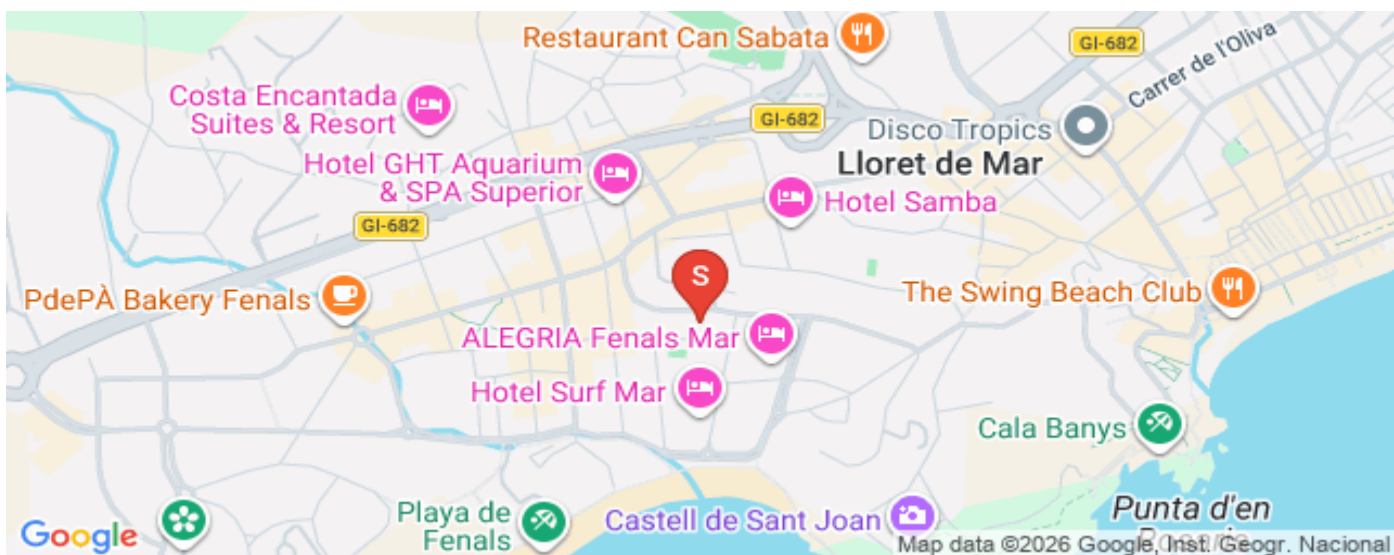 Restaurant Can Sabata
GI-682
Carrer de l'Oliva
Costa Encantada
Suites & Resort
GI-682
Disco Tropics
Lloret de Mar
Hotel GHT Aquarium
& SPA Superior
Hotel Samba
GI-682
S
PdePÀ Bakery Fenals
The Swing Beach Club
ALEGRIA Fenals Mar
Hotel Surf Mar
Cala Banys
Playa de
Fenals
Castell de Sant Joan
Punta d'en
Google
Map data ©2026 Google, Inst. Geogr. Nacional